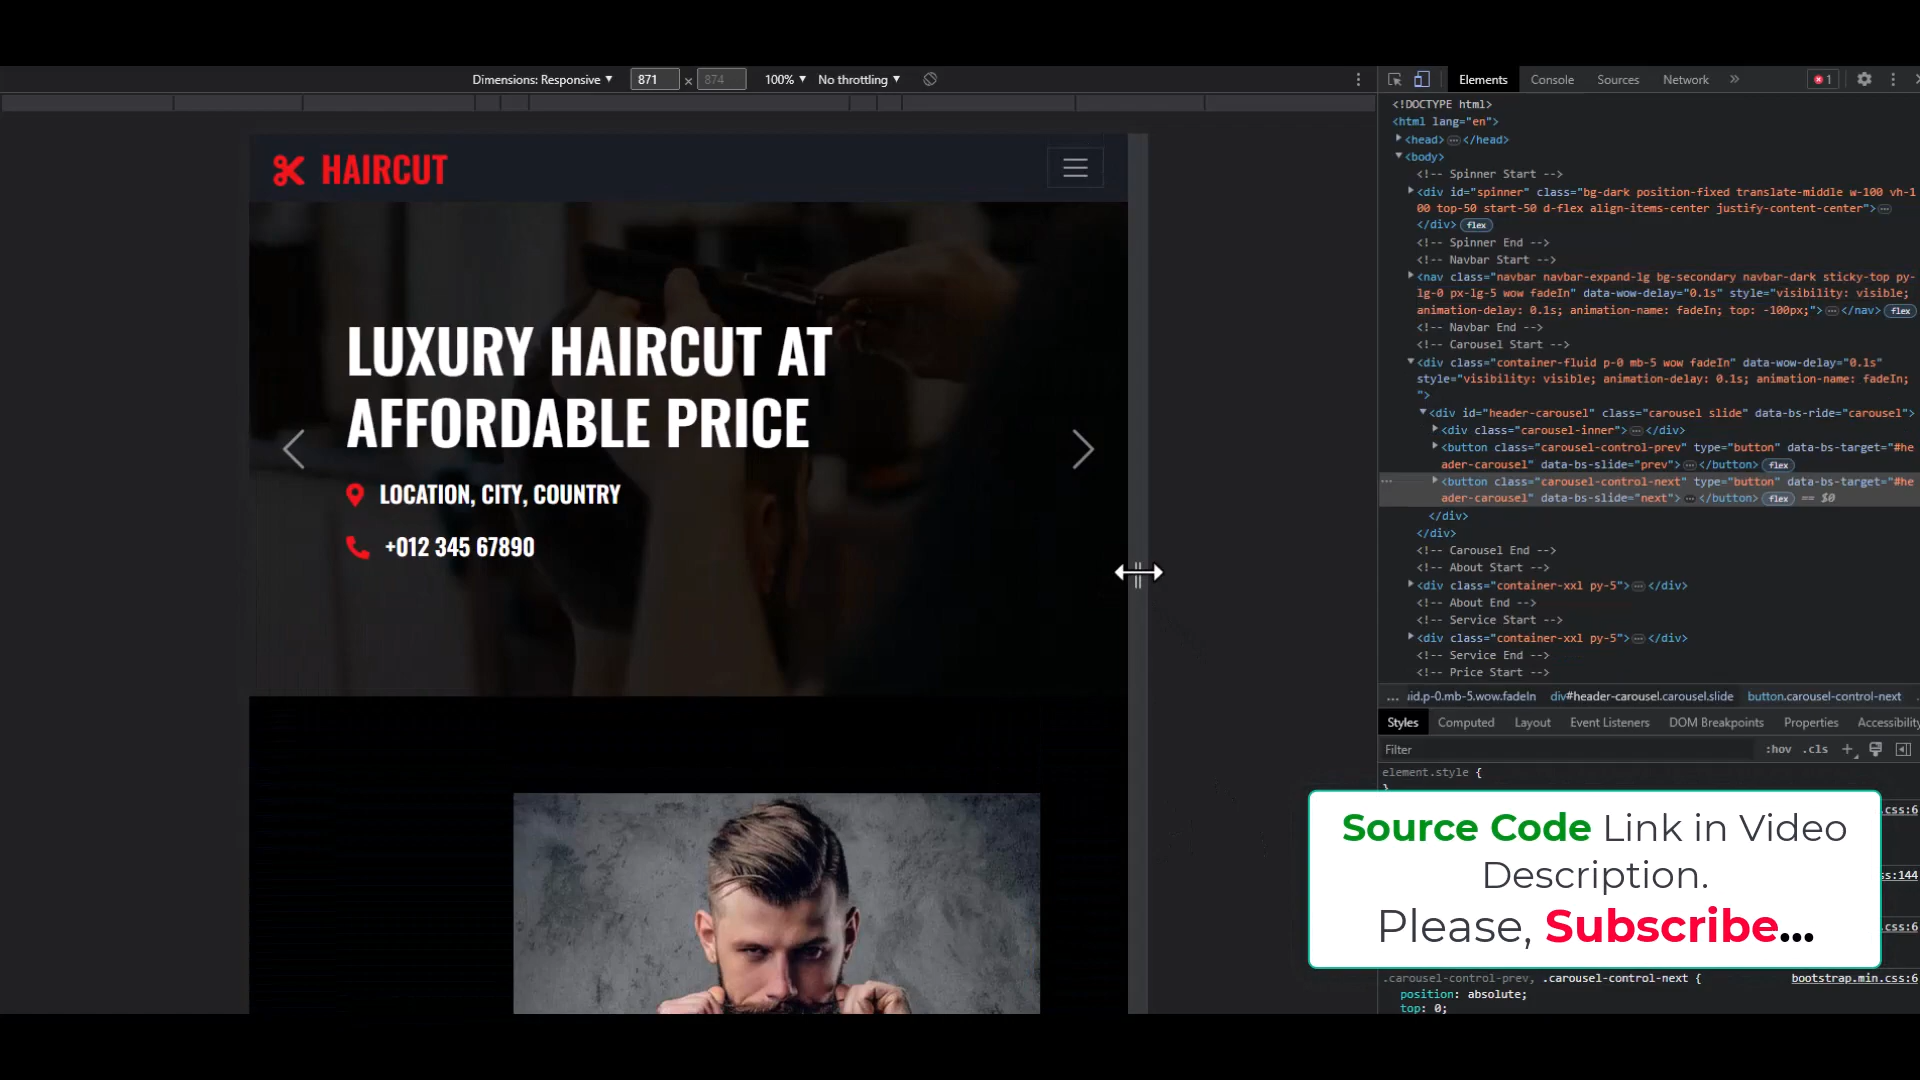 Dimensions: Responsive ▼ 871 × 874 100% ▼ No throttling ▼
Elements Console Sources Network » 1
HAIRCUT
LUXURY HAIRCUT AT
AFFORDABLE PRICE
LOCATION, CITY, COUNTRY
+012 345 67890
<!DOCTYPE html>
<html lang="en">
<head> … </head>
<body>
<!-- Spinner Start -->
<div id="spinner" class="bg-dark position-fixed translate-middle w-100 vh-1
00 top-50 start-50 d-flex align-items-center justify-content-center"> …
</div> flex
<!-- Spinner End -->
<!-- Navbar Start -->
<nav class="navbar navbar-expand-lg bg-secondary navbar-dark sticky-top py-
lg-0 px-lg-5 wow fadeIn" data-wow-delay="0.1s" style="visibility: visible;
animation-delay: 0.1s; animation-name: fadeIn; top: -100px;"> … </nav> flex
<!-- Navbar End -->
<!-- Carousel Start -->
<div class="container-fluid p-0 mb-5 wow fadeIn" data-wow-delay="0.1s"
style="visibility: visible; animation-delay: 0.1s; animation-name: fadeIn;
">
<div id="header-carousel" class="carousel slide" data-bs-ride="carousel">
<div class="carousel-inner"> … </div>
<button class="carousel-control-prev" type="button" data-bs-target="#he
ader-carousel" data-bs-slide="prev"> … </button> flex
<button class="carousel-control-next" type="button" data-bs-target="#he
ader-carousel" data-bs-slide="next"> … </button> flex == $0
</div>
</div>
<!-- Carousel End -->
<!-- About Start -->
<div class="container-xxl py-5"> … </div>
<!-- About End -->
<!-- Service Start -->
<div class="container-xxl py-5"> … </div>
<!-- Service End -->
<!-- Price Start -->
… uid.p-0.mb-5.wow.fadeIn div#header-carousel.carousel.slide button.carousel-control-next
Styles Computed Layout Event Listeners DOM Breakpoints Properties Accessibility
Filter :hov .cls +
element.style {
}
.css:6
Source Code Link in Video
Description.
s:144
Please, Subscribe...
.css:6
.carousel-control-prev, .carousel-control-next {
bootstrap.min.css:6
position: absolute;
top: 0;